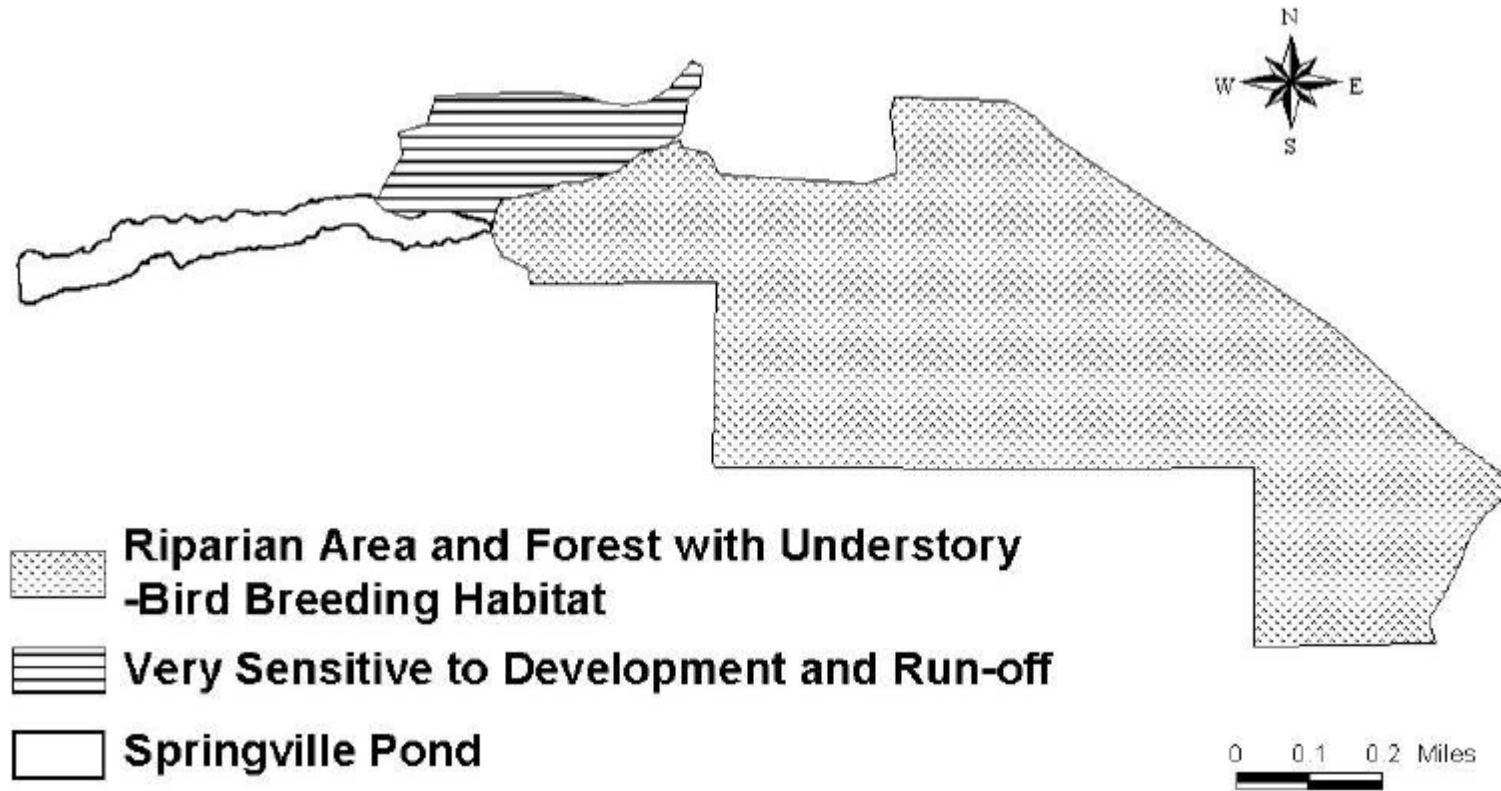 N
W E
S
Riparian Area and Forest with Understory
-Bird Breeding Habitat
Very Sensitive to Development and Run-off
Springville Pond
0 0.1 0.2 Miles